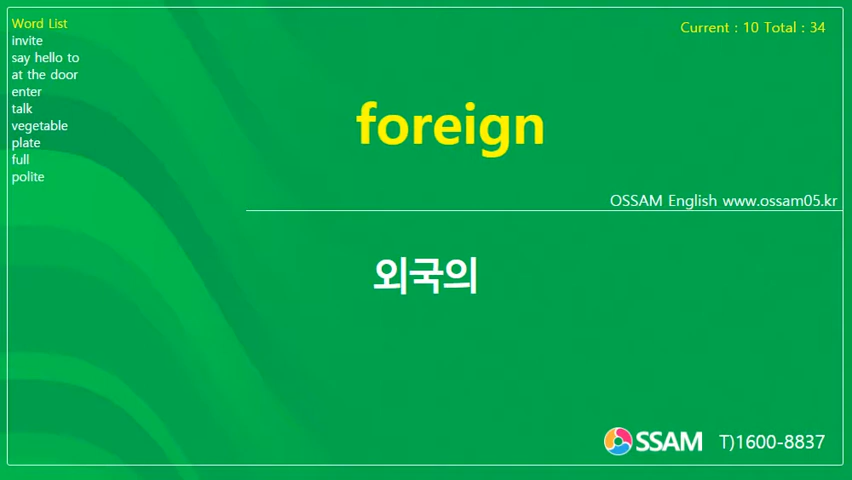 Word List
invite
say hello to
at the door
enter
talk
vegetable
plate
full
polite
Current : 10 Total : 34
foreign
OSSAM English www.ossam05.kr
외국의
OSSAM T)1600-8837